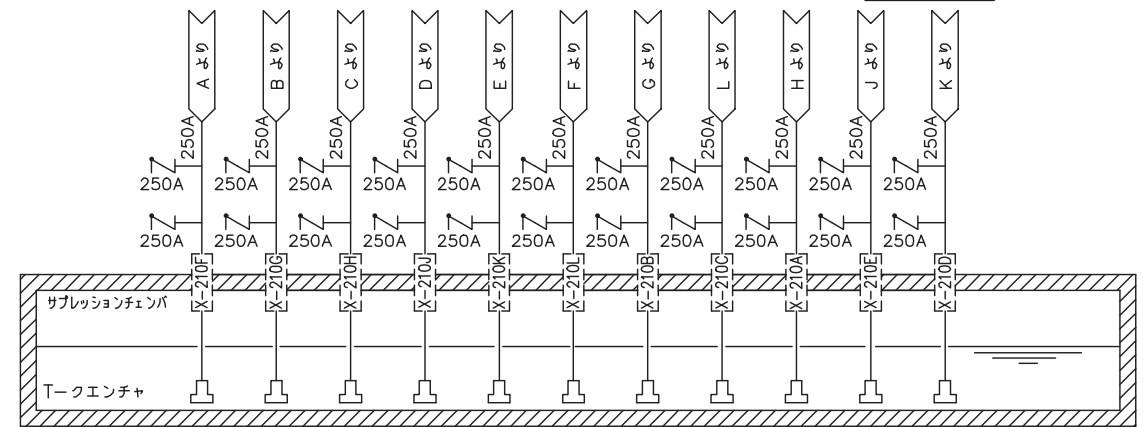 Aより Bより Cより Dより Eより Fより Gより Lより Hより Jより Kより
250A 250A 250A 250A 250A 250A 250A 250A 250A 250A 250A
250A 250A 250A 250A 250A 250A 250A 250A 250A 250A 250A
250A 250A 250A 250A 250A 250A 250A 250A 250A 250A 250A
X-210F X-210G X-210H X-210J X-210K X-210L X-210B X-210C X-210A X-210E X-210D
サプレッションチェンバ
Tークエンチャ